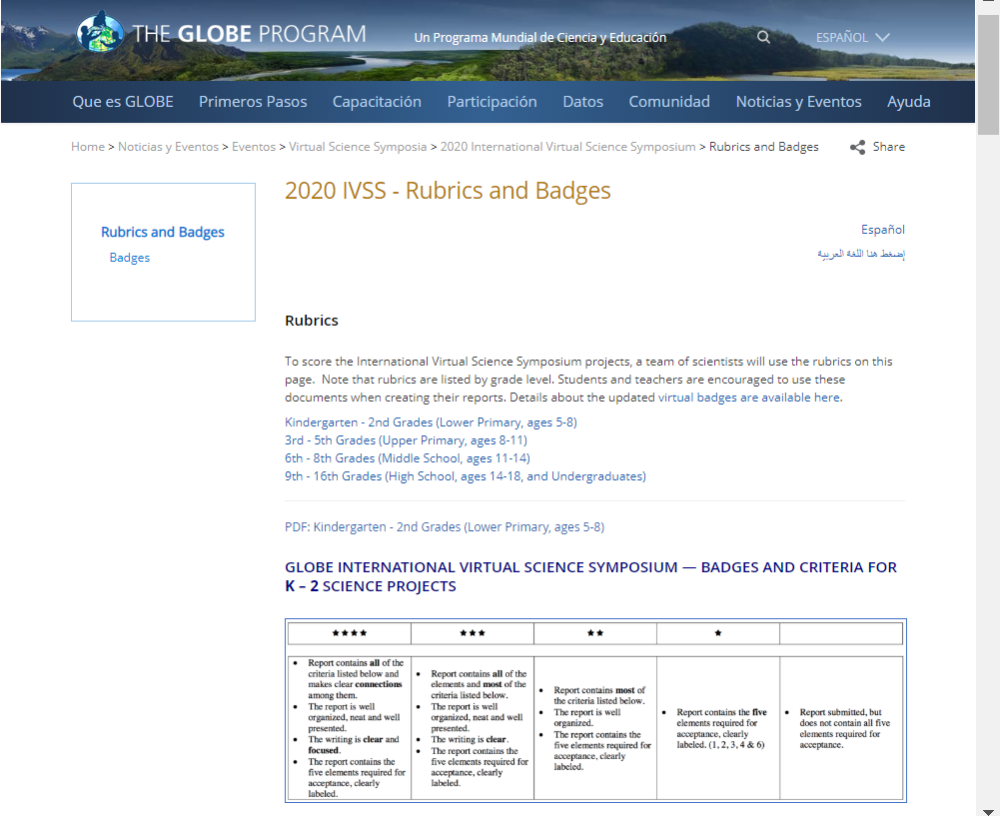 THE GLOBE PROGRAM
Un Programa Mundial de Ciencia y Educación
ESPAÑOL
Que es GLOBE Primeros Pasos Capacitación Participación Datos Comunidad Noticias y Eventos Ayuda
Home > Noticias y Eventos > Eventos > Virtual Science Symposia > 2020 International Virtual Science Symposium > Rubrics and Badges
Share
Rubrics and Badges
Badges
2020 IVSS - Rubrics and Badges
Español
إضغط هنا اللغة العربية
Rubrics
To score the International Virtual Science Symposium projects, a team of scientists will use the rubrics on this
page.  Note that rubrics are listed by grade level. Students and teachers are encouraged to use these
documents when creating their reports. Details about the updated virtual badges are available here.
Kindergarten - 2nd Grades (Lower Primary, ages 5-8)
3rd - 5th Grades (Upper Primary, ages 8-11)
6th - 8th Grades (Middle School, ages 11-14)
9th - 16th Grades (High School, ages 14-18, and Undergraduates)
PDF: Kindergarten - 2nd Grades (Lower Primary, ages 5-8)
GLOBE INTERNATIONAL VIRTUAL SCIENCE SYMPOSIUM — BADGES AND CRITERIA FOR
K – 2 SCIENCE PROJECTS
★★★★ ★★★ ★★ ★
• Report contains all of the
criteria listed below and
makes clear connections
among them.
• The report is well
organized, neat and well
presented.
• The writing is clear and
focused.
• The report contains the
five elements required for
acceptance, clearly
labeled.
• Report contains all of the
elements and most of the
criteria listed below.
• The report is well
organized, neat and well
presented.
• The writing is clear.
• The report contains the
five elements required for
acceptance, clearly
labeled.
• Report contains most of
the criteria listed below.
• The report is well
organized.
• The report contains the
five elements required for
acceptance, clearly
labeled.
• Report contains the five
elements required for
acceptance, clearly
labeled. (1, 2, 3, 4 & 6)
• Report submitted, but
does not contain all five
elements required for
acceptance.